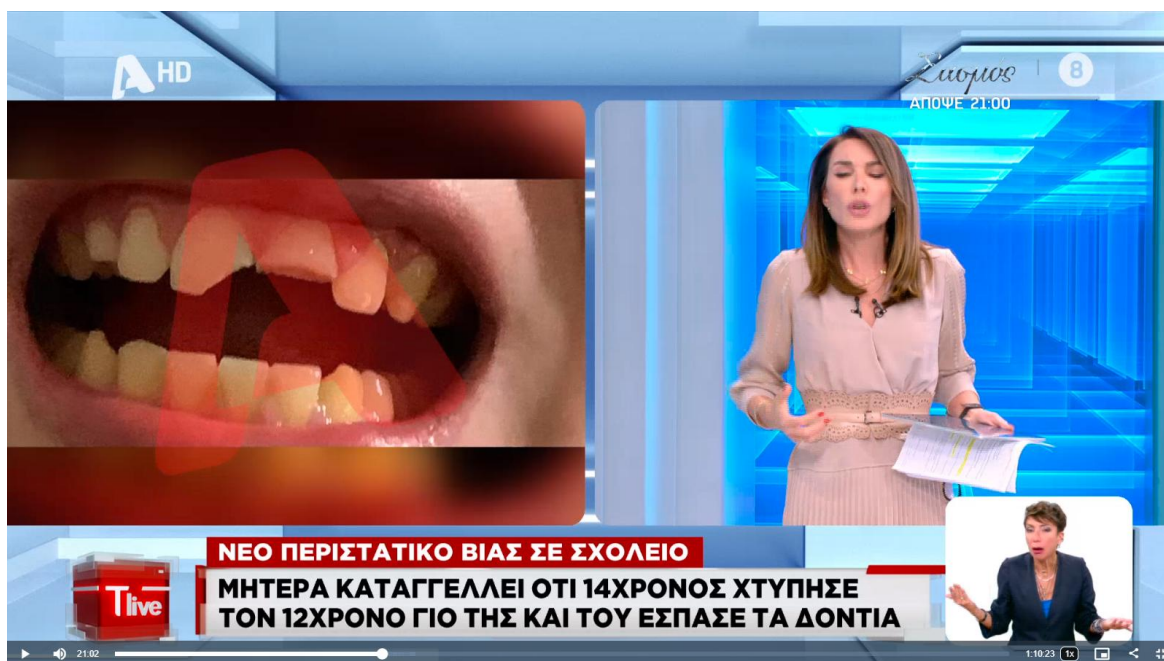 HD
Σασμός
8
ΑΠΟΨΕ 21:00
ΝΕΟ ΠΕΡΙΣΤΑΤΙΚΟ ΒΙΑΣ ΣΕ ΣΧΟΛΕΙΟ
Tlive
ΜΗΤΕΡΑ ΚΑΤΑΓΓΕΛΛΕΙ ΟΤΙ 14ΧΡΟΝΟΣ ΧΤΥΠΗΣΕ
ΤΟΝ 12ΧΡΟΝΟ ΓΙΟ ΤΗΣ ΚΑΙ ΤΟΥ ΕΣΠΑΣΕ ΤΑ ΔΟΝΤΙΑ
21:02
1:10:23 1x